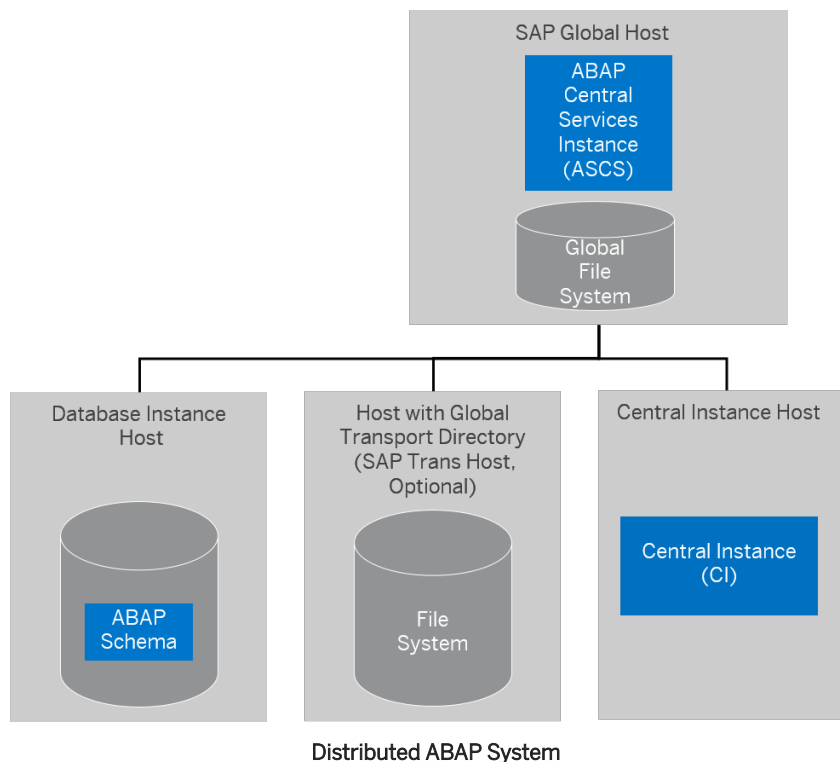 SAP Global Host
ABAP
Central
Services
Instance
(ASCS)
Global
File
System
Database Instance
Host
ABAP
Schema
Host with Global
Transport Directory
(SAP Trans Host,
Optional)
File
System
Central Instance Host
Central Instance
(CI)
Distributed ABAP System